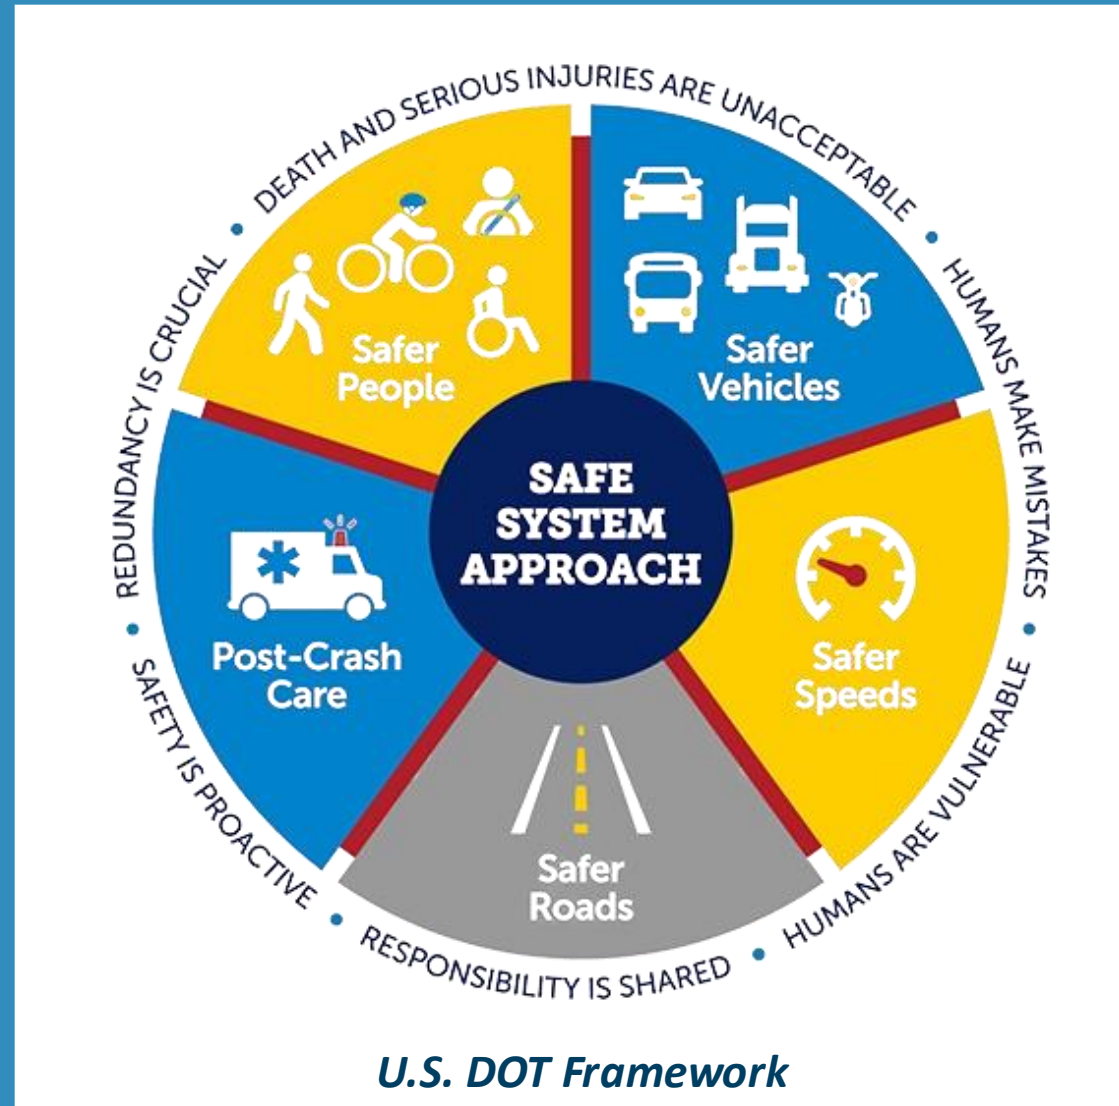 DEATH AND SERIOUS INJURIES ARE UNACCEPTABLE
HUMANS MAKE MISTAKES
HUMANS ARE VULNERABLE
RESPONSIBILITY IS SHARED
SAFETY IS PROACTIVE
REDUNDANCY IS CRUCIAL
Safer
People
Safer
Vehicles
SAFE
SYSTEM
APPROACH
Post-Crash
Care
Safer
Speeds
Safer
Roads
U.S. DOT Framework